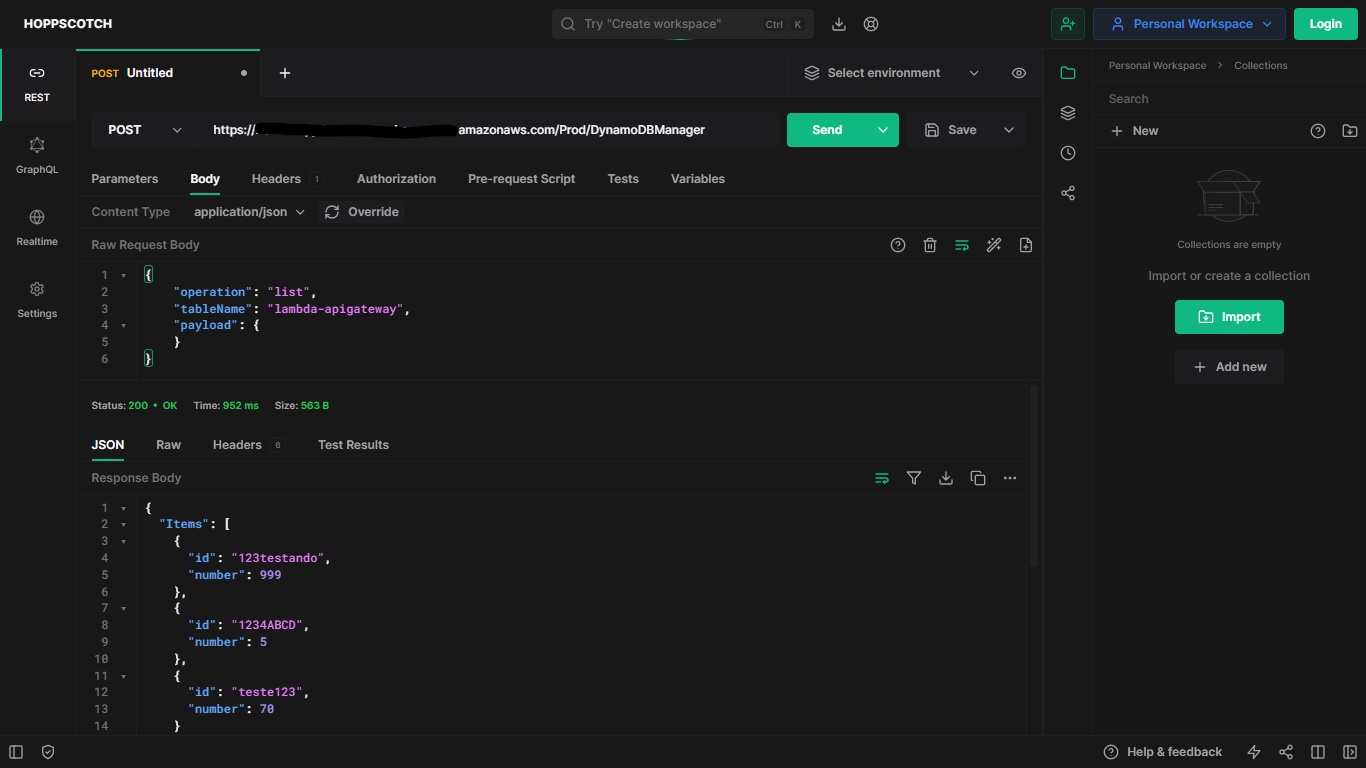 HOPPSCOTCH
Try "Create workspace" Ctrl K
Personal Workspace
Login
REST
GraphQL
Realtime
Settings
POST Untitled
Select environment
POST https:// amazonaws.com/Prod/DynamoDBManager
Send
Save
Parameters Body Headers 1 Authorization Pre-request Script Tests Variables
Content Type application/json Override
Raw Request Body
1 {
2 "operation": "list",
3 "tableName": "lambda-apigateway",
4 "payload": {
5 }
6 }
Status: 200 • OK Time: 952 ms Size: 563 B
JSON Raw Headers 6 Test Results
Response Body
1 {
2 "Items": [
3 {
4 "id": "123testando",
5 "number": 999
6 },
7 {
8 "id": "1234ABCD",
9 "number": 5
10 },
11 {
12 "id": "teste123",
13 "number": 70
14 }
Personal Workspace > Collections
Search
+ New
Collections are empty
Import or create a collection
Import
+ Add new
Help & feedback